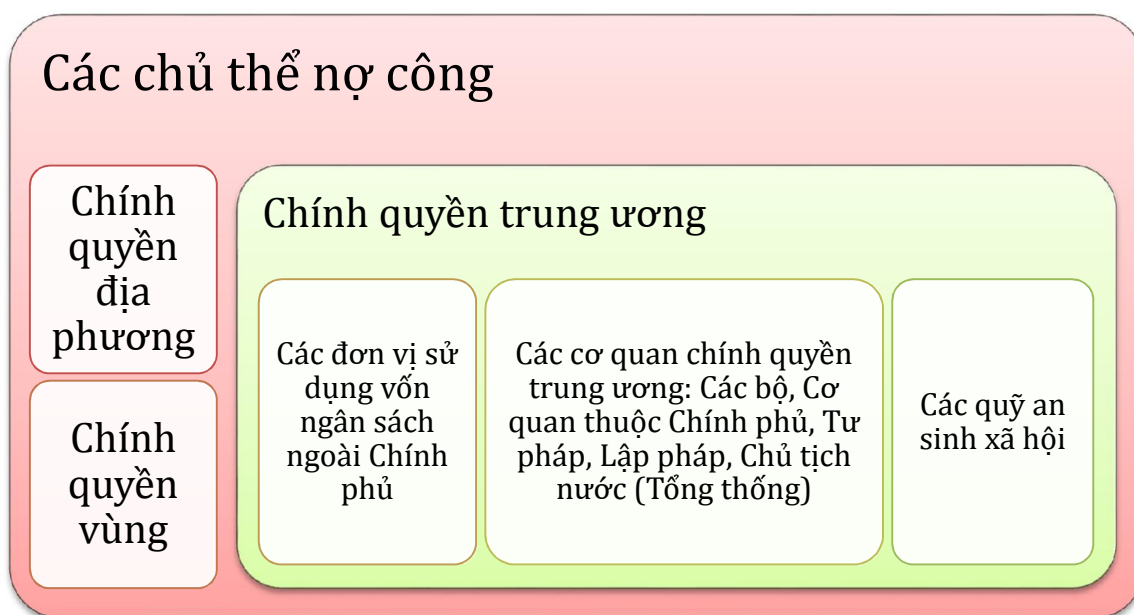 Các chủ thể nợ công
Chính
quyền
địa
phương
Chính
quyền
vùng
Chính quyền trung ương
Các đơn vị sử
dụng vốn
ngân sách
ngoài Chính
phủ
Các cơ quan chính quyền
trung ương: Các bộ, Cơ
quan thuộc Chính phủ, Tư
pháp, Lập pháp, Chủ tịch
nước (Tổng thống)
Các quỹ an
sinh xã hội